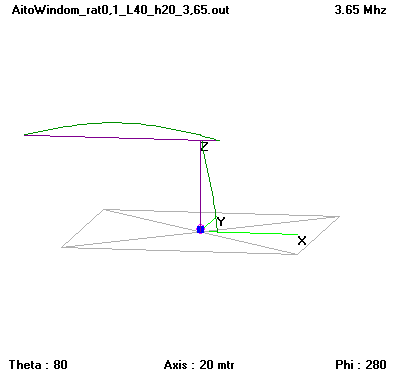 AitoWindom_rat0,1_L40_h20_3,65.out 3.65 Mhz
Z
Y
X
Theta : 80 Axis : 20 mtr Phi : 280